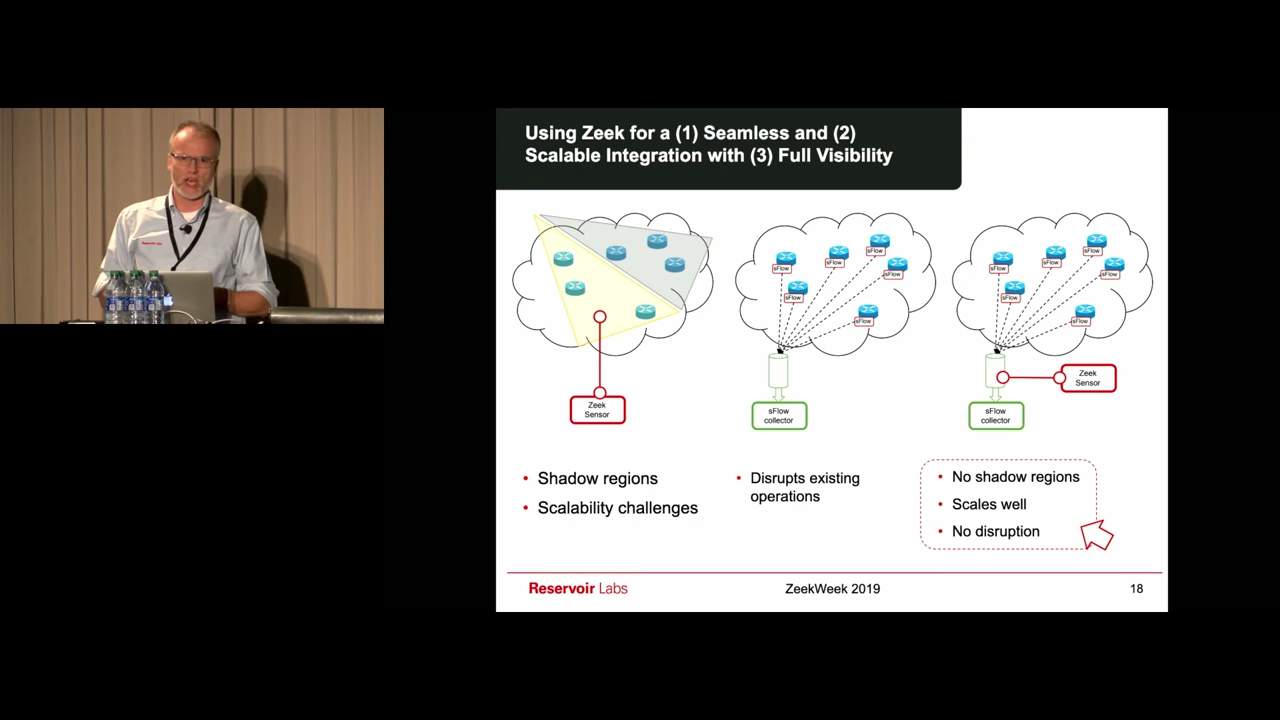 Reservoir Labs
Using Zeek for a (1) Seamless and (2)
Scalable Integration with (3) Full Visibility
Zeek
Sensor
• Shadow regions
• Scalability challenges
sFlow
sFlow
sFlow
sFlow
sFlow
sFlow
sFlow
collector
• Disrupts existing
operations
sFlow
sFlow
sFlow
sFlow
sFlow
sFlow
Zeek
Sensor
sFlow
collector
• No shadow regions
• Scales well
• No disruption
Reservoir Labs
ZeekWeek 2019
18